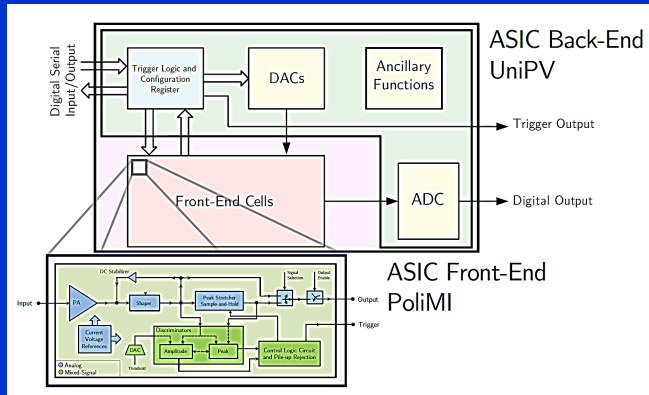 ASIC Back-End
UniPV
Digital Serial
Input/Output
Trigger Logic and
Configuration
Register
DACs
Ancillary
Functions
Trigger Output
Front-End Cells
ADC
Digital Output
ASIC Front-End
PoliMI
DC Stabilizer
Signal
Selection
Output
Enable
Input
PA
Shaper
Peak Stretcher
Sample-and-Hold
Output
Trigger
Current
Voltage
References
Discriminators
DAC
Amplitude
Peak
Control Logic Circuit
and Pile-up Rejection
Threshold
Analog
Mixed-Signal